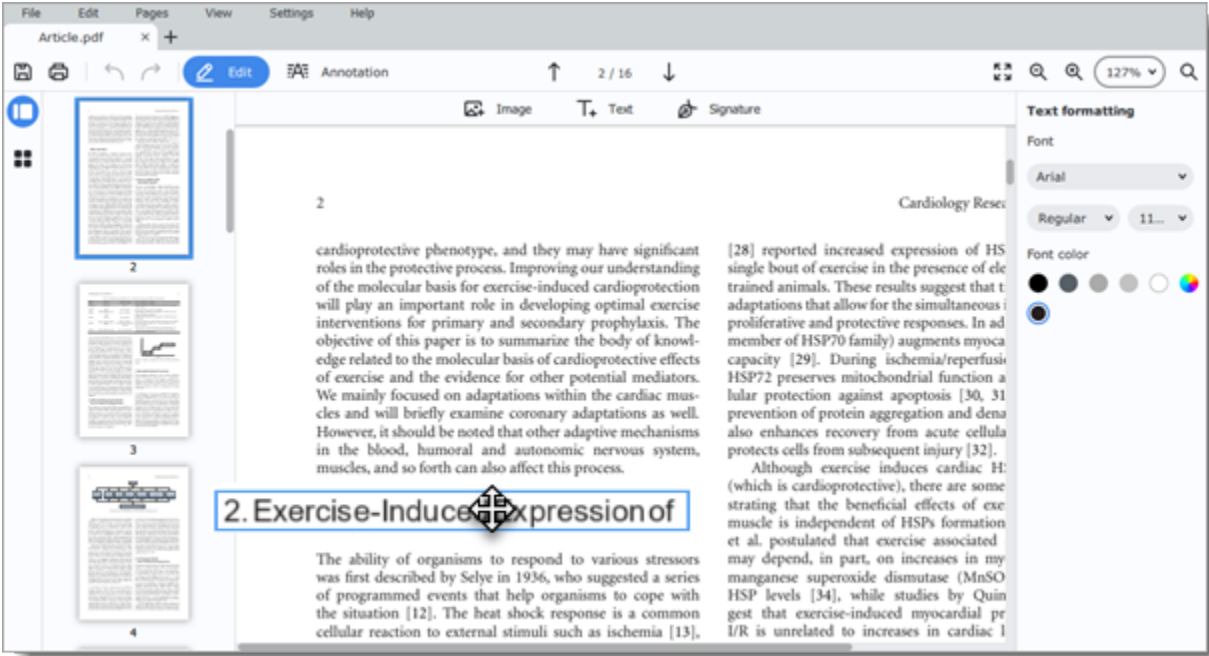 File Edit Pages View Settings Help
Article.pdf × +
Edit Annotation 2 / 16 127%
Image Text Signature
2
3
4
2 Cardiology Resea
cardioprotective phenotype, and they may have significant
roles in the protective process. Improving our understanding
of the molecular basis for exercise-induced cardioprotection
will play an important role in developing optimal exercise
interventions for primary and secondary prophylaxis. The
objective of this paper is to summarize the body of knowl-
edge related to the molecular basis of cardioprotective effects
of exercise and the evidence for other potential mediators.
We mainly focused on adaptations within the cardiac mus-
cles and will briefly examine coronary adaptations as well.
However, it should be noted that other adaptive mechanisms
in the blood, humoral and autonomic nervous system,
muscles, and so forth can also affect this process.
2. Exercise-Induce xpression of
The ability of organisms to respond to various stressors
was first described by Selye in 1936, who suggested a series
of programmed events that help organisms to cope with
the situation [12]. The heat shock response is a common
cellular reaction to external stimuli such as ischemia [13],
[28] reported increased expression of HS
single bout of exercise in the presence of ele
trained animals. These results suggest that t
adaptations that allow for the simultaneous
proliferative and protective responses. In ad
member of HSP70 family) augments myoca
capacity [29]. During ischemia/reperfusi
HSP72 preserves mitochondrial function a
lular protection against apoptosis [30, 31
prevention of protein aggregation and dena
also enhances recovery from acute cellula
protects cells from subsequent injury [32].
Although exercise induces cardiac H
(which is cardioprotective), there are some
strating that the beneficial effects of exe
muscle is independent of HSPs formation
et al. postulated that exercise associated
may depend, in part, on increases in my
manganese superoxide dismutase (MnSO
HSP levels [34], while studies by Quin
gest that exercise-induced myocardial pr
I/R is unrelated to increases in cardiac l
Text formatting
Font
Arial
Regular 11...
Font color